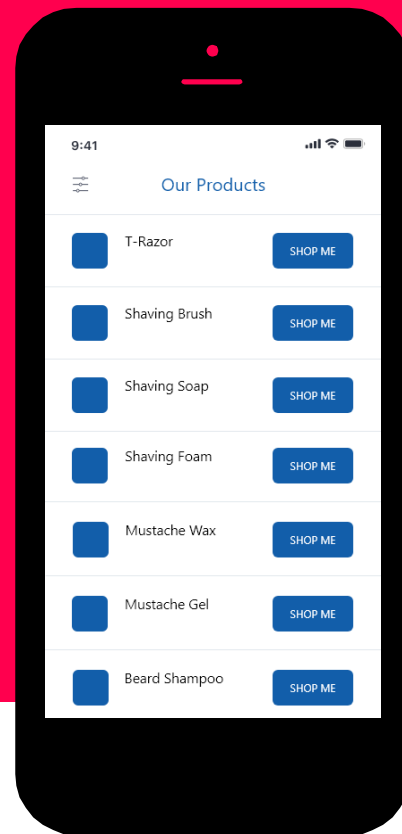 9:41
Our Products
T-Razor
SHOP ME
Shaving Brush
SHOP ME
Shaving Soap
SHOP ME
Shaving Foam
SHOP ME
Mustache Wax
SHOP ME
Mustache Gel
SHOP ME
Beard Shampoo
SHOP ME